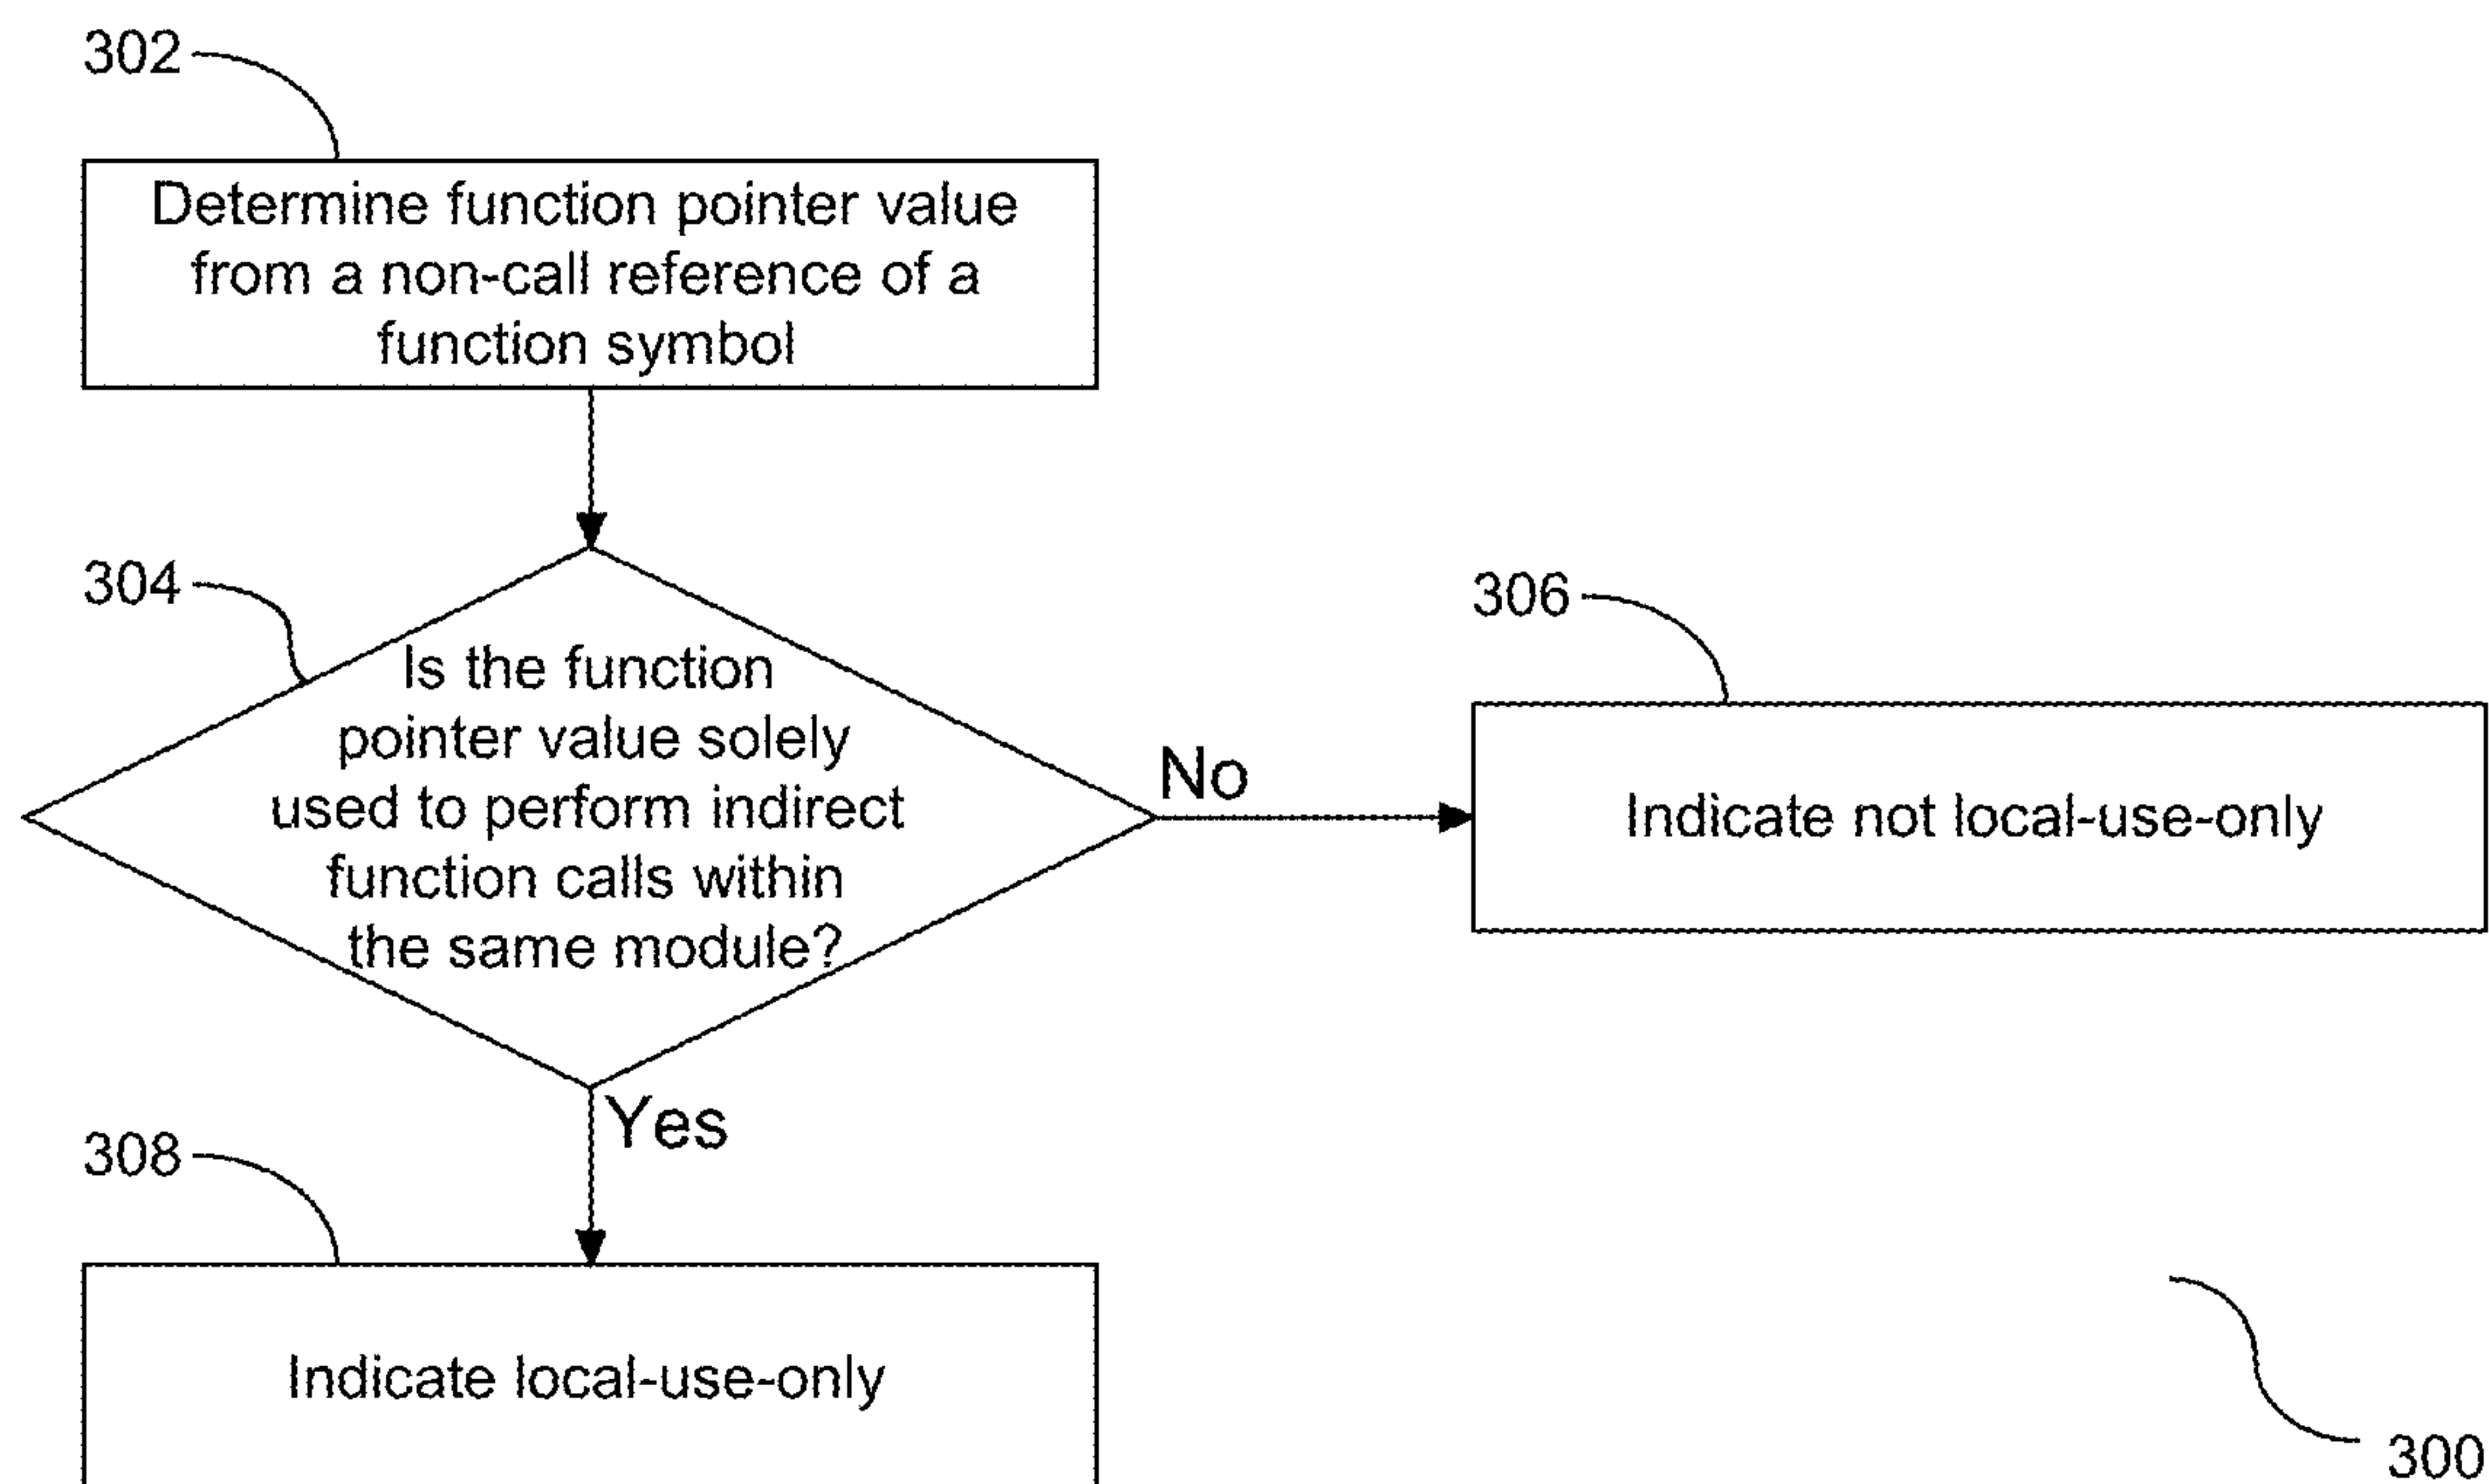 302
Determine function pointer value
from a non-call reference of a
function symbol
304
Is the function
pointer value solely
used to perform indirect
function calls within
the same module?
No
306
Indicate not local-use-only
Yes
308
Indicate local-use-only
300